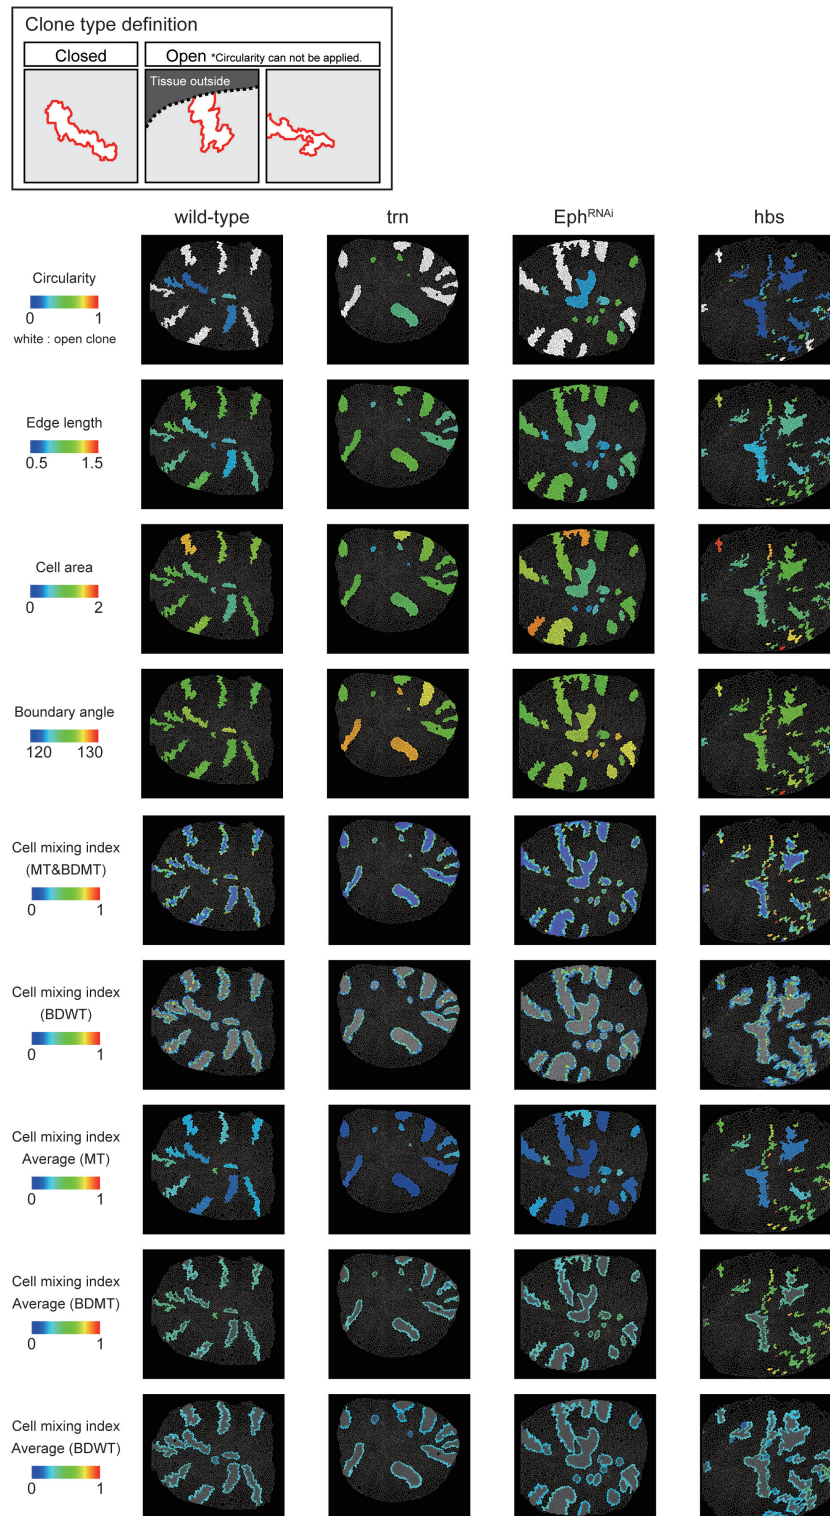 Clone type definition
Closed
Open *Circularity can not be applied.
Tissue outside
wild-type
trn
Eph^RNAi
hbs
Circularity
0 1
white : open clone
Edge length
0.5 1.5
Cell area
0 2
Boundary angle
120 130
Cell mixing index
(MT&BDMT)
0 1
Cell mixing index
(BDWT)
0 1
Cell mixing index
Average (MT)
0 1
Cell mixing index
Average (BDMT)
0 1
Cell mixing index
Average (BDWT)
0 1